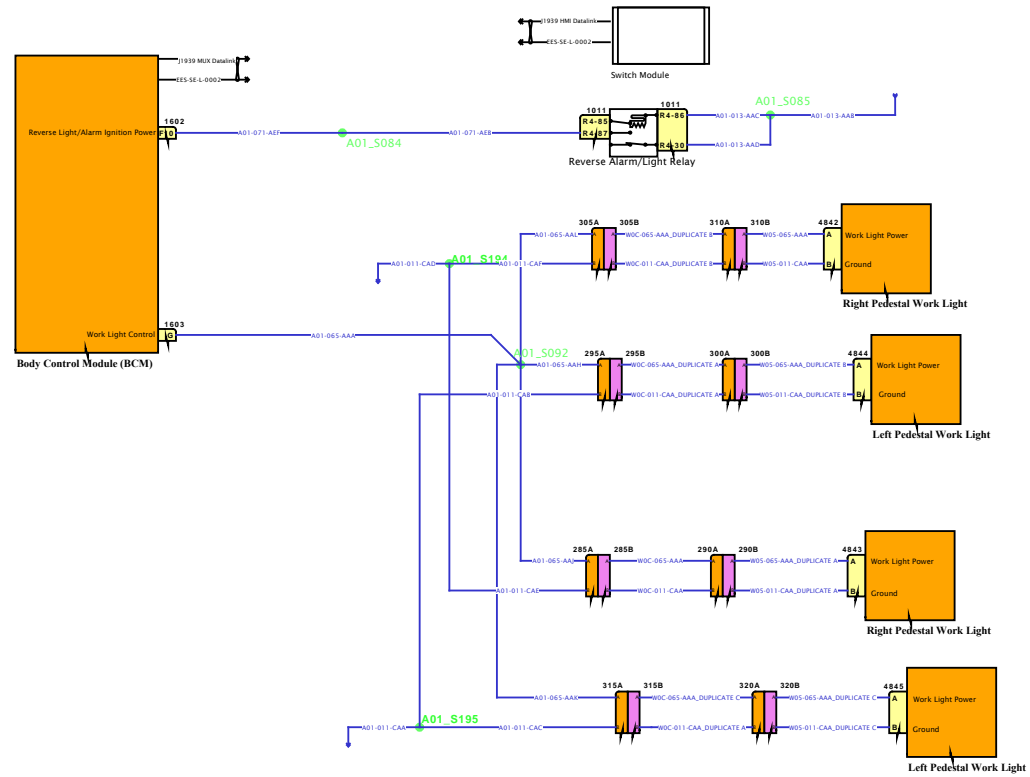 J1939 HMI Datalink
EES-SE-L-0002
Switch Module
J1939 MUX Datalink
EES-SE-L-0002
1602
Reverse Light/Alarm Ignition Power
F10
A01-071-AEF
A01_S084
A01-071-AEB
1011
1011
R4-85
R4-87
R4-86
R4-30
Reverse Alarm/Light Relay
A01_S085
A01-013-AAC
A01-013-AAB
A01-013-AAD
305A
305B
310A
310B
4842
A01-065-AAL
A
A
W0C-065-AAA_DUPLICATE B
A
A
W05-065-AAA
A
Work Light Power
A01-011-CAD
A01_S194
A01-011-CAF
B
B
W0C-011-CAA_DUPLICATE B
B
B
W05-011-CAA
B
Ground
Right Pedestal Work Light
1603
Work Light Control
G
A01-065-AAA
Body Control Module (BCM)
A01_S092
295A
295B
300A
300B
4844
A01-065-AAH
A
A
W0C-065-AAA_DUPLICATE A
A
A
W05-065-AAA_DUPLICATE B
A
Work Light Power
A01-011-CAB
B
B
W0C-011-CAA_DUPLICATE A
B
B
W05-011-CAA_DUPLICATE B
B
Ground
Left Pedestal Work Light
285A
285B
290A
290B
4843
A01-065-AAJ
A
A
W0C-065-AAA
A
A
W05-065-AAA_DUPLICATE A
A
Work Light Power
A01-011-CAE
B
B
W0C-011-CAA
B
B
W05-011-CAA_DUPLICATE A
B
Ground
Right Pedestal Work Light
315A
315B
320A
320B
4845
A01-065-AAK
A
A
W0C-065-AAA_DUPLICATE C
A
A
W05-065-AAA_DUPLICATE C
A
Work Light Power
A01-011-CAA
A01_S195
A01-011-CAC
B
B
W0C-011-CAA_DUPLICATE A
B
B
W05-011-CAA_DUPLICATE C
B
Ground
Left Pedestal Work Light